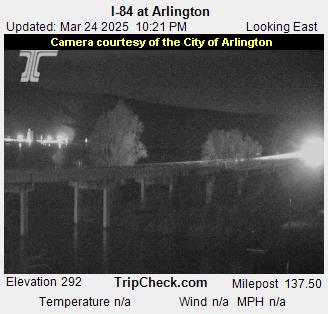 I-84 at Arlington
Updated: Mar 24 2025 10:21 PM Looking East
Camera courtesy of the City of Arlington
Elevation 292 TripCheck.com Milepost 137.50
Temperature n/a Wind n/a MPH n/a